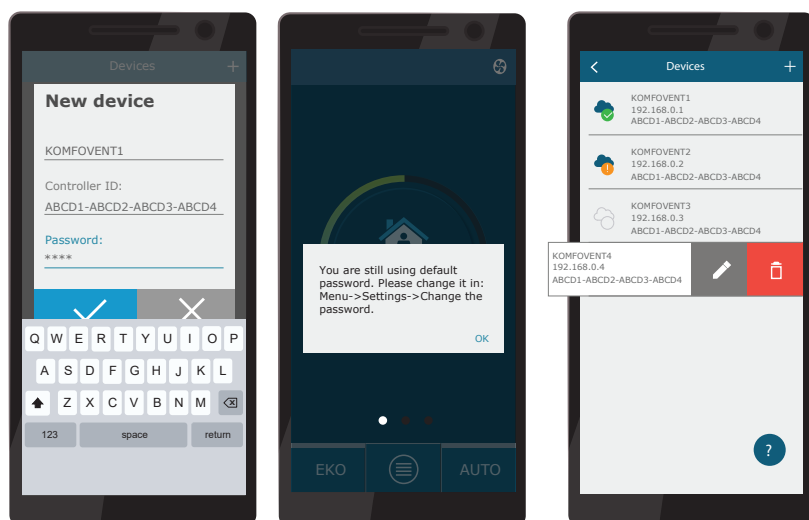 Devices
+
New device
KOMFOVENT1
Controller ID:
ABCD1-ABCD2-ABCD3-ABCD4
Password:
****
Q W E R T Y U I O P
A S D F G H J K L
Z X C V B N M
123 space return
You are still using default
password. Please change it in:
Menu->Settings->Change the
password.
OK
EKO
AUTO
Devices
+
KOMFOVENT1
192.168.0.1
ABCD1-ABCD2-ABCD3-ABCD4
KOMFOVENT2
192.168.0.2
ABCD1-ABCD2-ABCD3-ABCD4
KOMFOVENT3
192.168.0.3
ABCD1-ABCD2-ABCD3-ABCD4
KOMFOVENT4
192.168.0.4
ABCD1-ABCD2-ABCD3-ABCD4
?